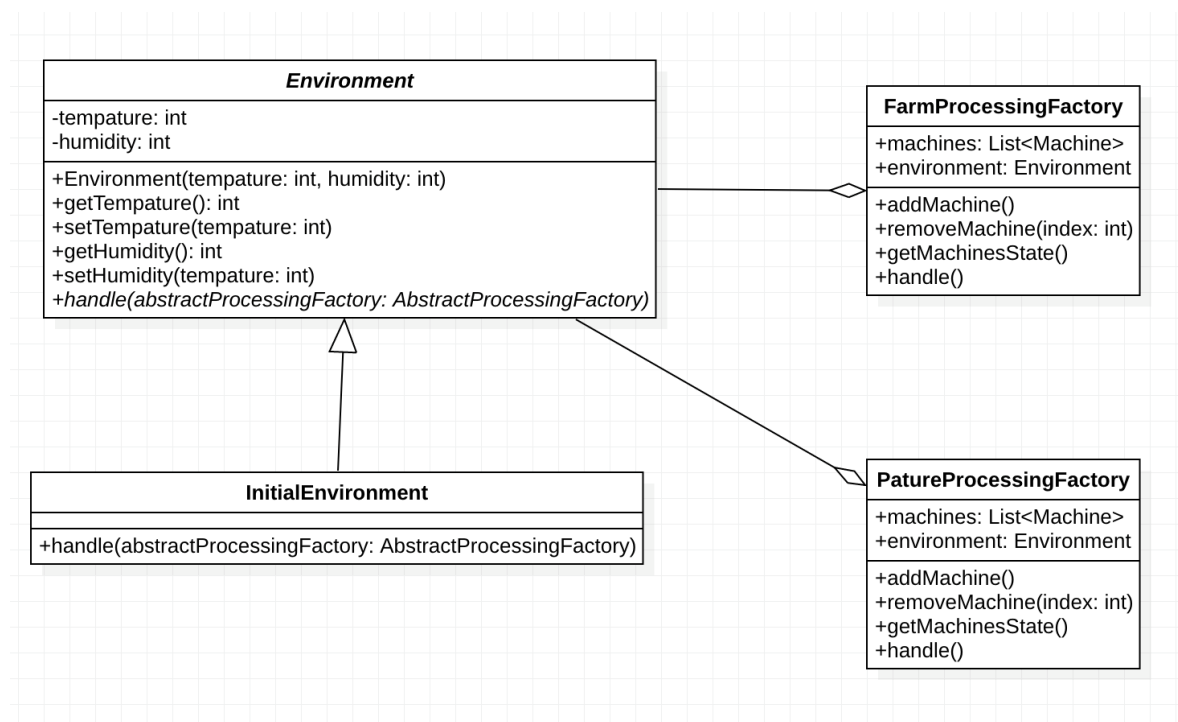 Environment
-tempature: int
-humidity: int
+Environment(tempature: int, humidity: int)
+getTempature(): int
+setTempature(tempature: int)
+getHumidity(): int
+setHumidity(tempature: int)
+handle(abstractProcessingFactory: AbstractProcessingFactory)
FarmProcessingFactory
+machines: List<Machine>
+environment: Environment
+addMachine()
+removeMachine(index: int)
+getMachinesState()
+handle()
InitialEnvironment
+handle(abstractProcessingFactory: AbstractProcessingFactory)
PatureProcessingFactory
+machines: List<Machine>
+environment: Environment
+addMachine()
+removeMachine(index: int)
+getMachinesState()
+handle()